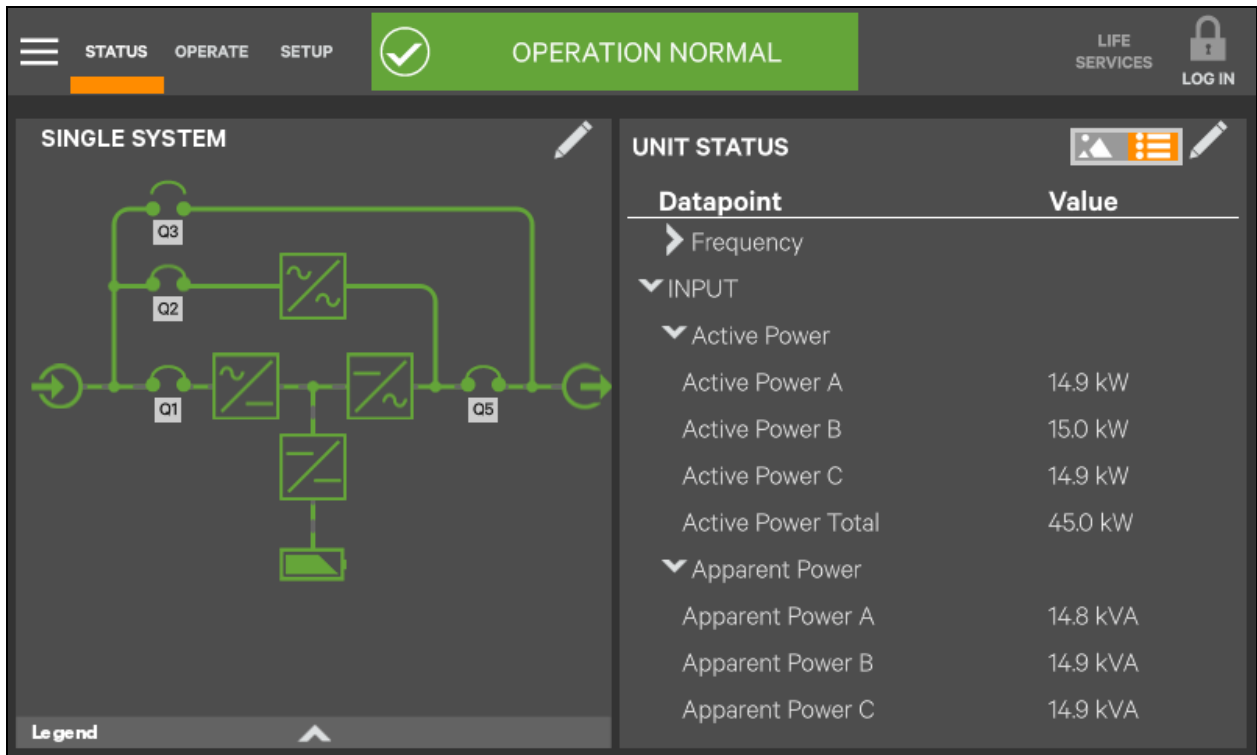 STATUS OPERATE SETUP OPERATION NORMAL LIFE SERVICES LOG IN
SINGLE SYSTEM
Q3
Q2
Q1 Q5
Legend
UNIT STATUS
Datapoint Value
Frequency
INPUT
Active Power
Active Power A 14.9 kW
Active Power B 15.0 kW
Active Power C 14.9 kW
Active Power Total 45.0 kW
Apparent Power
Apparent Power A 14.8 kVA
Apparent Power B 14.9 kVA
Apparent Power C 14.9 kVA